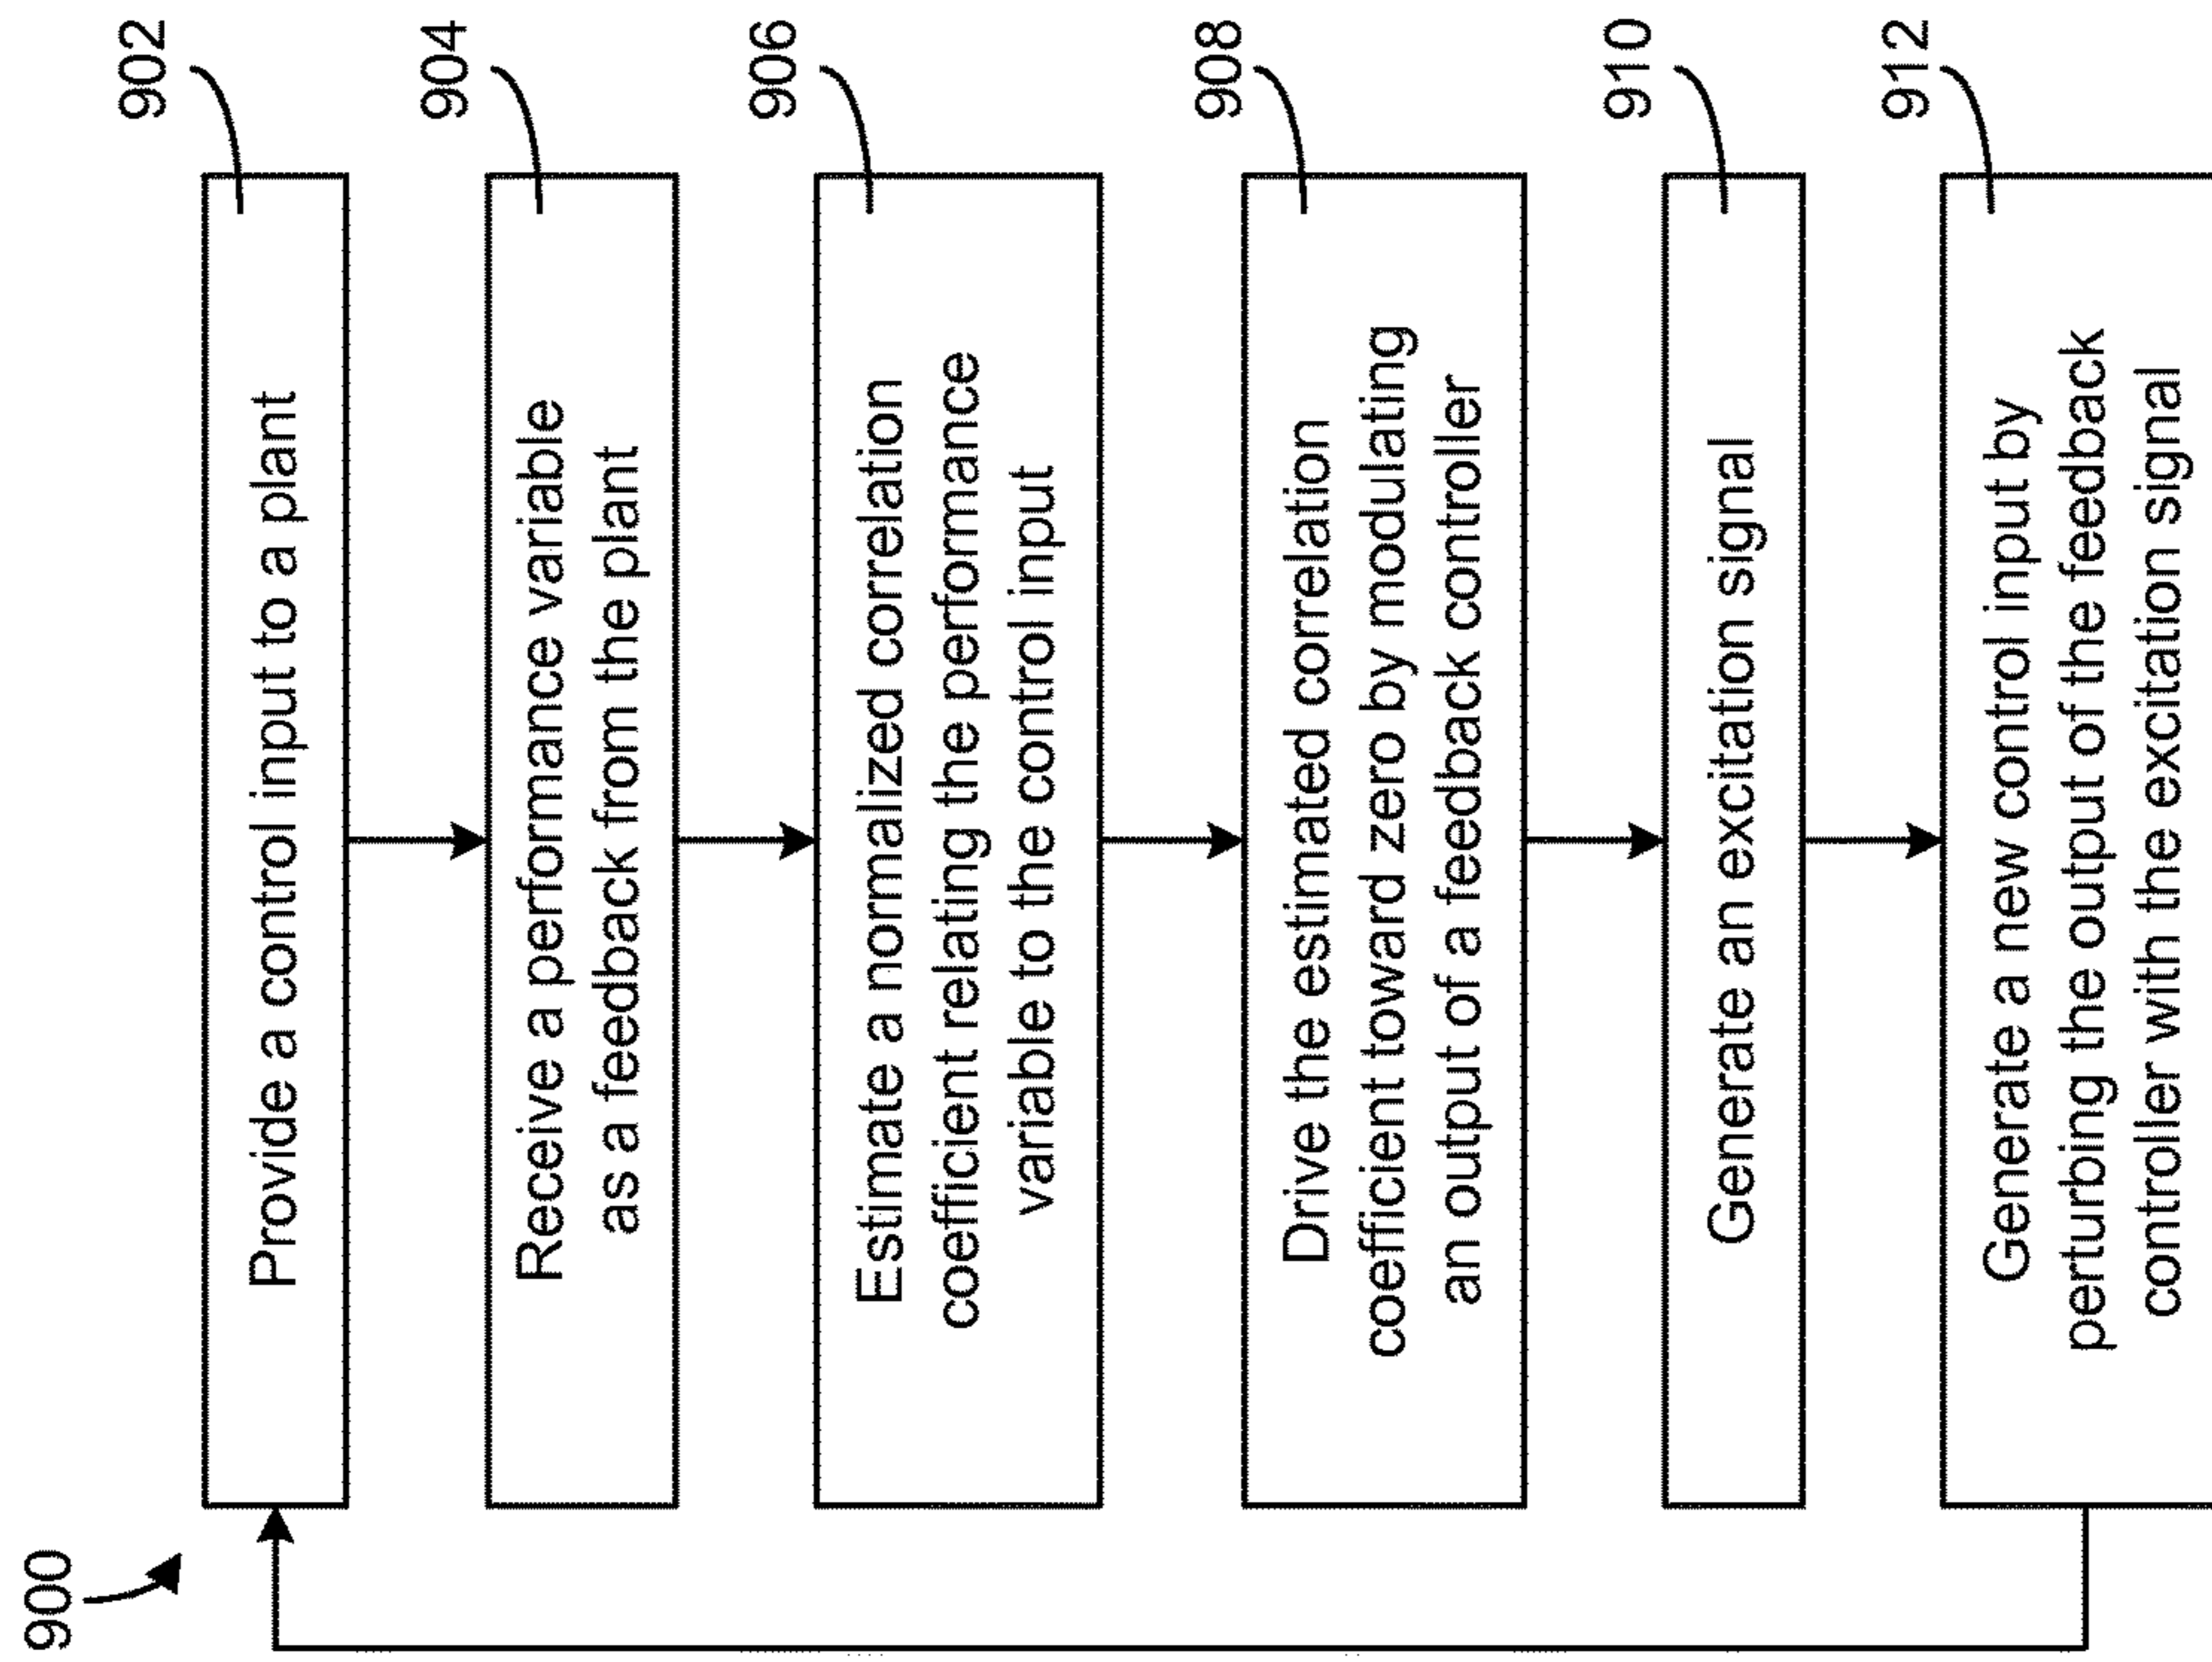 900
902
Provide a control input to a plant
904
Receive a performance variable
as a feedback from the plant
906
Estimate a normalized correlation
coefficient relating the performance
variable to the control input
908
Drive the estimated correlation
coefficient toward zero by modulating
an output of a feedback controller
910
Generate an excitation signal
912
Generate a new control input by
perturbing the output of the feedback
controller with the excitation signal